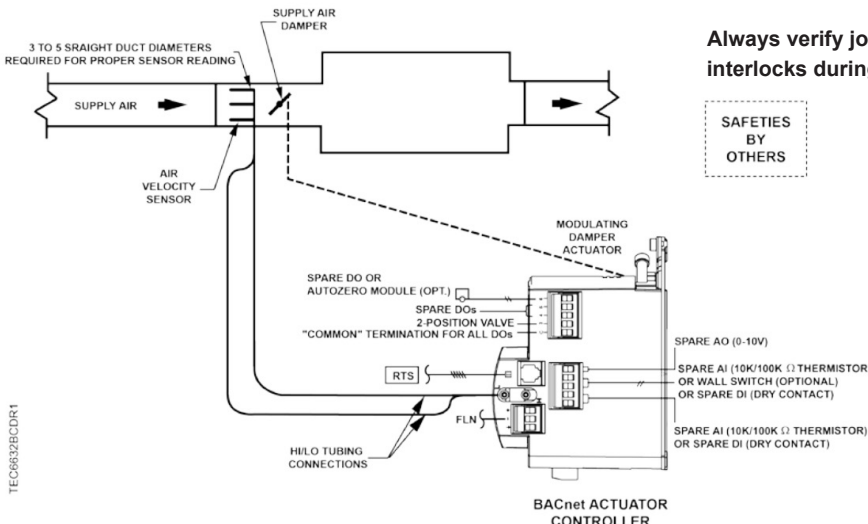 SUPPLY AIR
DAMPER
3 TO 5 SRAIGHT DUCT DIAMETERS
REQUIRED FOR PROPER SENSOR READING
Always verify jo
interlocks during
SUPPLY AIR
SAFETIES
BY
OTHERS
AIR
VELOCITY
SENSOR
MODULATING
DAMPER
ACTUATOR
SPARE DO OR
AUTOZERO MODULE (OPT.)
SPARE DOs
2-POSITION VALVE
"COMMON" TERMINATION FOR ALL DOs
SPARE AO (0-10V)
SPARE AI (10K/100K Ω THERMISTOR
OR WALL SWITCH (OPTIONAL)
OR SPARE DI (DRY CONTACT)
RTS
FLN
SPARE AI (10K/100K Ω THERMISTOR)
OR SPARE DI (DRY CONTACT)
HI/LO TUBING
CONNECTIONS
TEC6632BCDR1
BACnet ACTUATOR
CONTROLLER